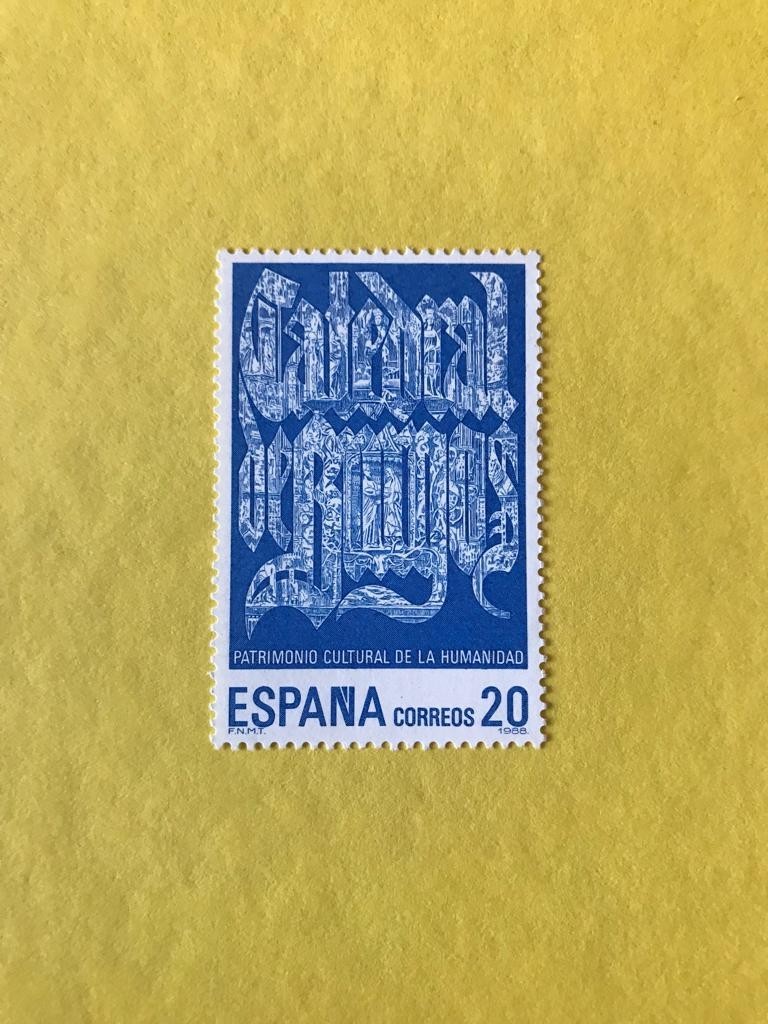 Catedral
de Burgos
PATRIMONIO CULTURAL DE LA HUMANIDAD
ESPAÑA CORREOS 20
F.N.M.T. 1988.